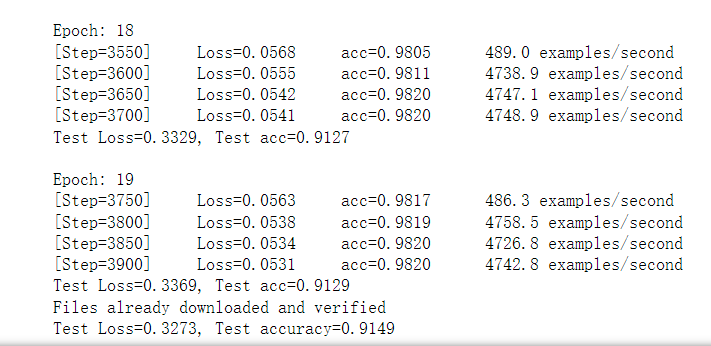 Epoch: 18
[Step=3550] Loss=0.0568 acc=0.9805 489.0 examples/second
[Step=3600] Loss=0.0555 acc=0.9811 4738.9 examples/second
[Step=3650] Loss=0.0542 acc=0.9820 4747.1 examples/second
[Step=3700] Loss=0.0541 acc=0.9820 4748.9 examples/second
Test Loss=0.3329, Test acc=0.9127
Epoch: 19
[Step=3750] Loss=0.0563 acc=0.9817 486.3 examples/second
[Step=3800] Loss=0.0538 acc=0.9819 4758.5 examples/second
[Step=3850] Loss=0.0534 acc=0.9820 4726.8 examples/second
[Step=3900] Loss=0.0531 acc=0.9820 4742.8 examples/second
Test Loss=0.3369, Test acc=0.9129
Files already downloaded and verified
Test Loss=0.3273, Test accuracy=0.9149